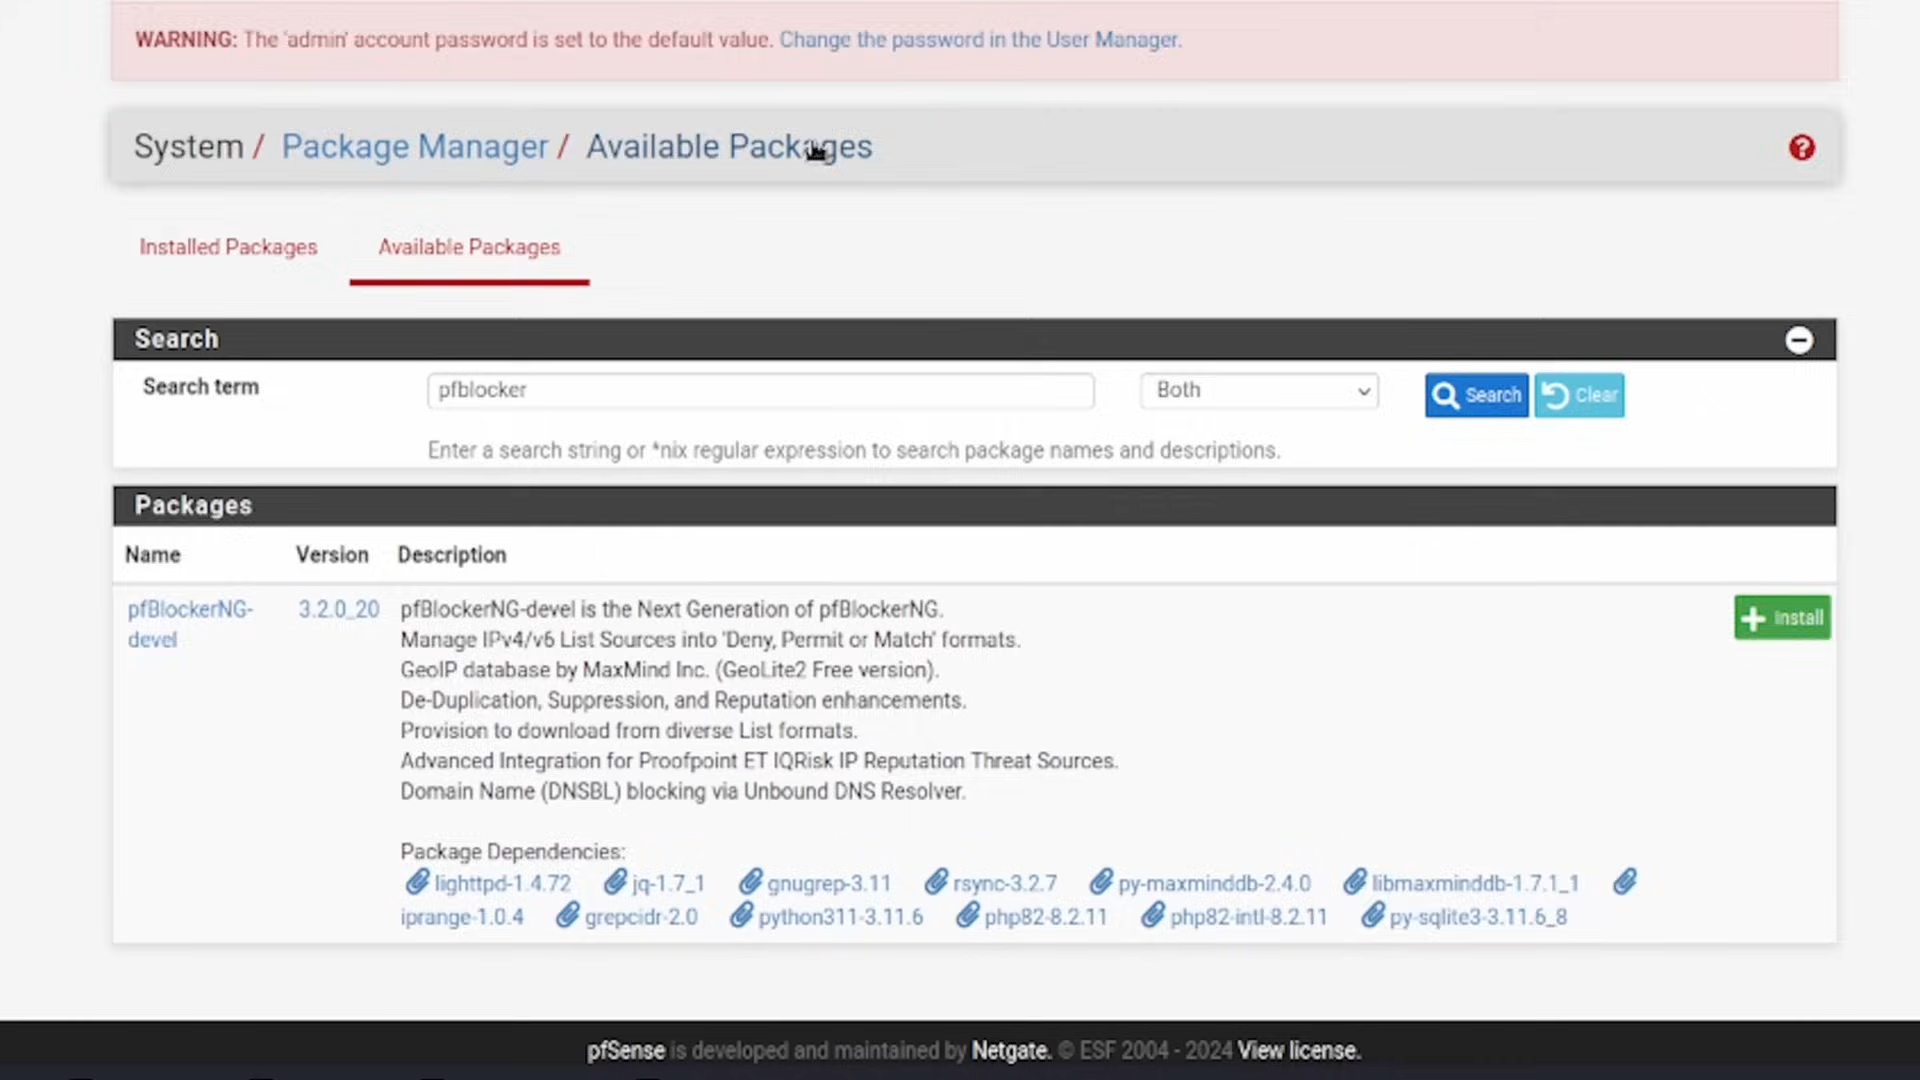 WARNING: The 'admin' account password is set to the default value. Change the password in the User Manager.
System / Package Manager / Available Packages
Installed Packages Available Packages
Search
Search term pfblocker Both Search Clear
Enter a search string or *nix regular expression to search package names and descriptions.
Packages
Name Version Description
pfBlockerNG- 3.2.0_20 pfBlockerNG-devel is the Next Generation of pfBlockerNG. Install
devel Manage IPv4/v6 List Sources into 'Deny, Permit or Match' formats.
GeoIP database by MaxMind Inc. (GeoLite2 Free version).
De-Duplication, Suppression, and Reputation enhancements.
Provision to download from diverse List formats.
Advanced Integration for Proofpoint ET IQRisk IP Reputation Threat Sources.
Domain Name (DNSBL) blocking via Unbound DNS Resolver.
Package Dependencies:
lighttpd-1.4.72 jq-1.7_1 gnugrep-3.11 rsync-3.2.7 py-maxminddb-2.4.0 libmaxminddb-1.7.1_1
iprange-1.0.4 grepcidr-2.0 python311-3.11.6 php82-8.2.11 php82-intl-8.2.11 py-sqlite3-3.11.6_8
pfSense is developed and maintained by Netgate. © ESF 2004 - 2024 View license.